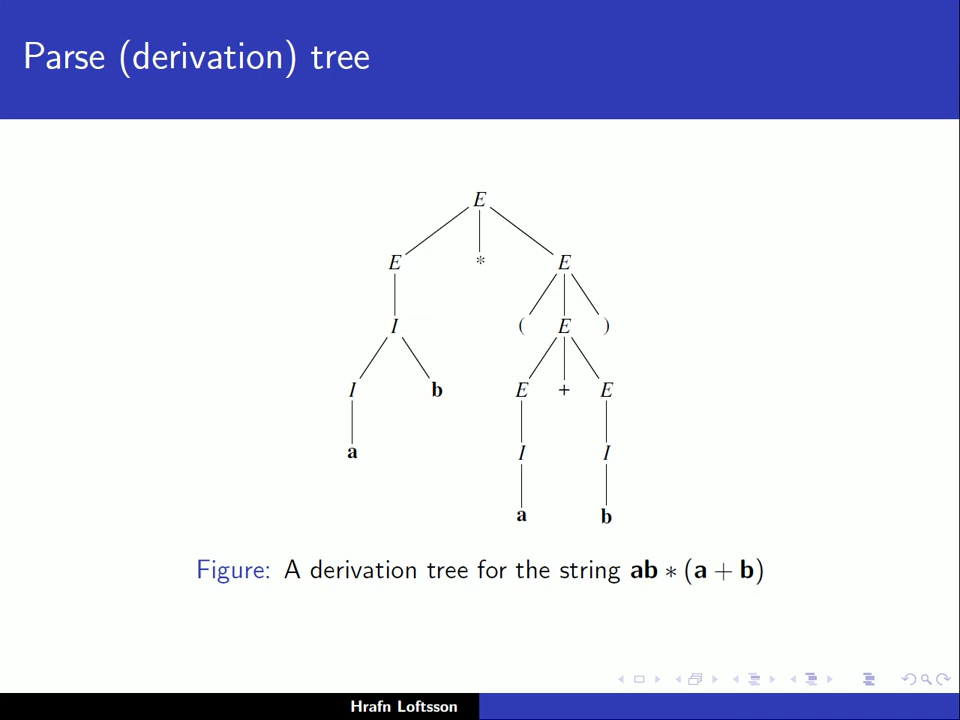 Parse (derivation) tree
E
E * E
I ( E )
I b E + E
a I I
a b
Figure: A derivation tree for the string ab ∗ (a + b)
Hrafn Loftsson